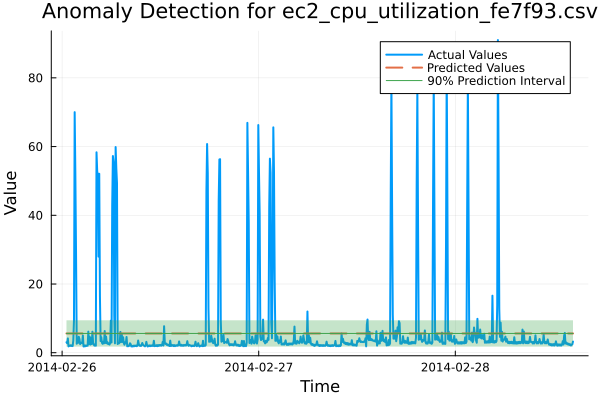 Anomaly Detection for ec2_cpu_utilization_fe7f93.csv
Actual Values
Predicted Values
90% Prediction Interval
Value
80
60
40
20
0
2014-02-26
2014-02-27
2014-02-28
Time